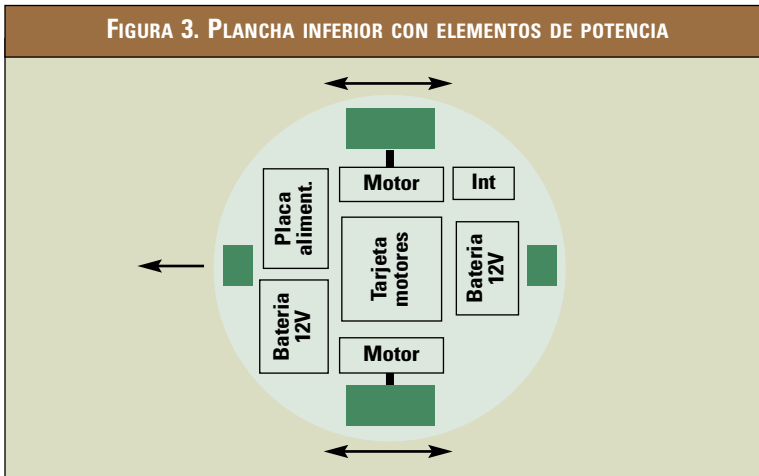 FIGURA 3. PLANCHA INFERIOR CON ELEMENTOS DE POTENCIA
Motor
Int
Placa
aliment.
Tarjeta
motores
Bateria
12V
Bateria
12V
Motor